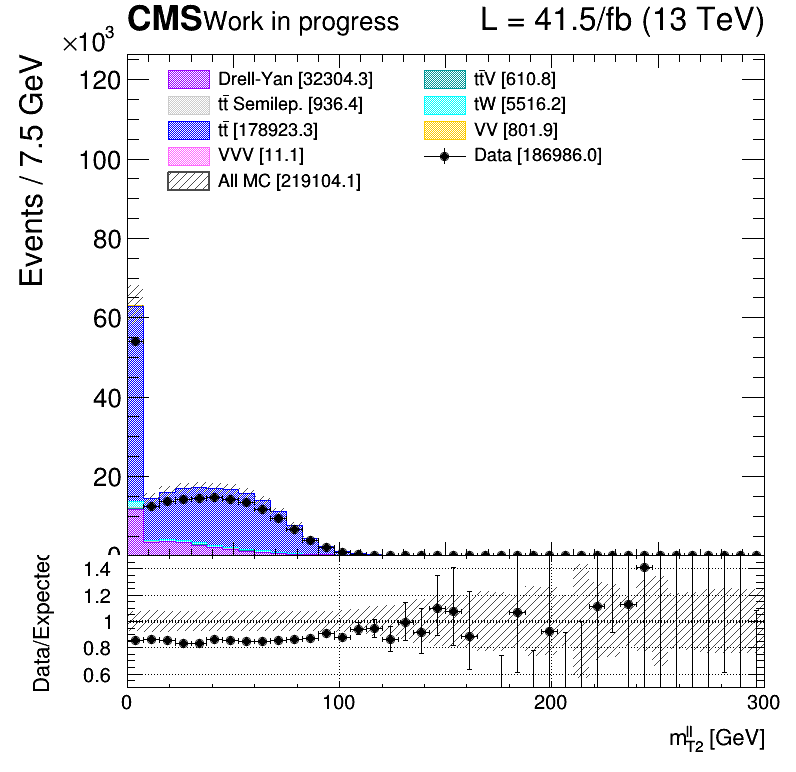 CMS Work in progress L = 41.5/fb (13 TeV)
×10³
Events / 7.5 GeV
120
100
80
60
40
20
0
Drell-Yan [32304.3]
tt̄ Semilep. [936.4]
tt̄ [178923.3]
VVV [11.1]
All MC [219104.1]
tt̄V [610.8]
tW [5516.2]
VV [801.9]
Data [186986.0]
Data/Expected
1.4
1.2
1
0.8
0.6
0 100 200 300
m_T2^ll [GeV]